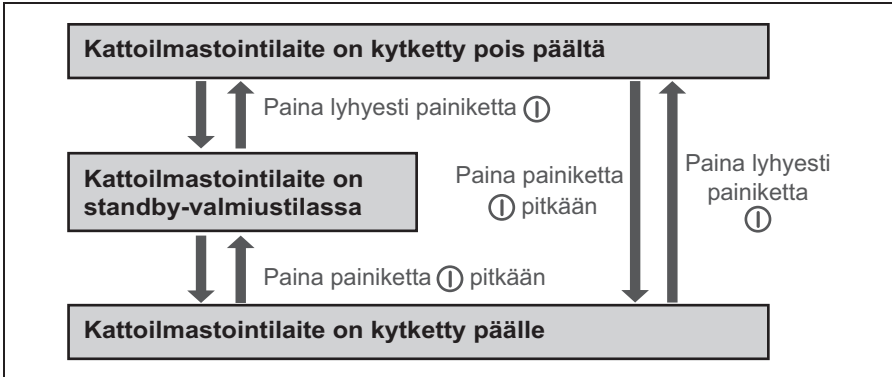 Kattoilmastointilaite on kytketty pois päältä
Paina lyhyesti painiketta
Kattoilmastointilaite on
standby-valmiustilassa
Paina painiketta
pitkään
Paina lyhyesti
painiketta
Paina painiketta pitkään
Kattoilmastointilaite on kytketty päälle